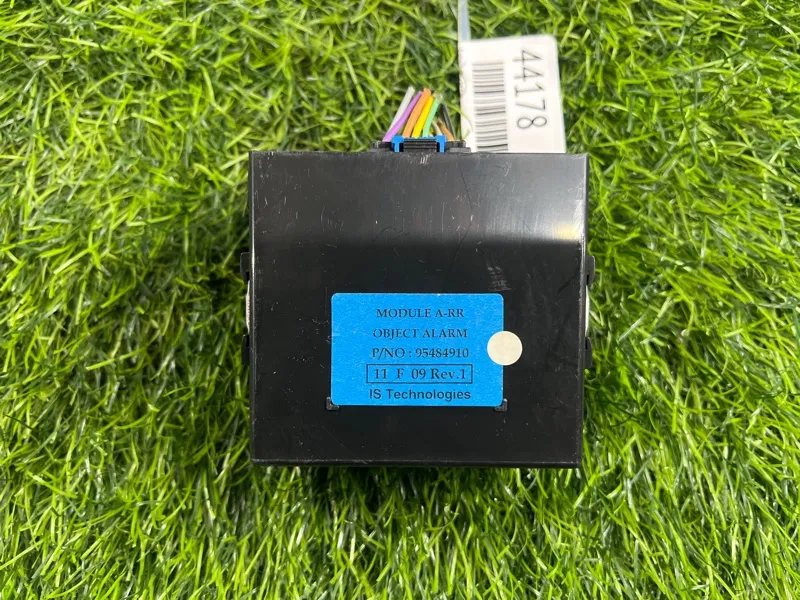 44178
MODULE A-RR
OBJECT ALARM
P/NO : 95484910
11 F 09 Rev.1
IS Technologies